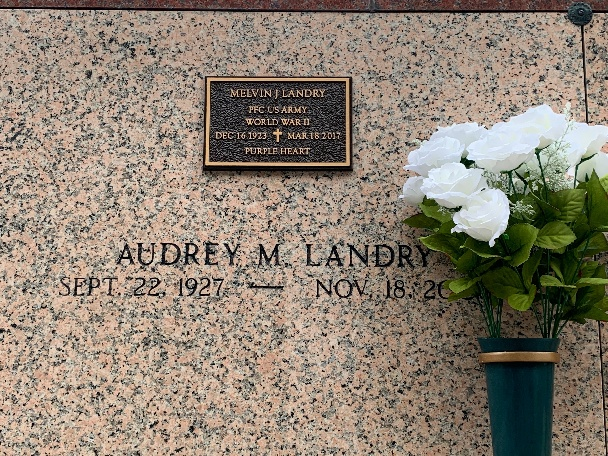 MELVIN J LANDRY
PFC US ARMY
WORLD WAR II
DEC 16 1923 MAR 18 2017
PURPLE HEART
AUDREY M. LANDRY
SEPT. 22, 1927 — NOV. 18,